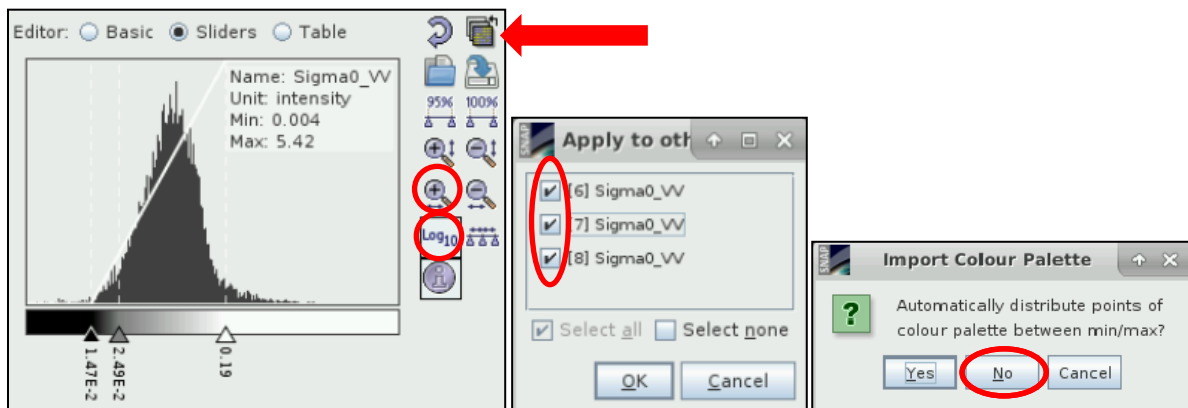 Editor: Basic Sliders Table
Name: Sigma0_VV
Unit: intensity
Min: 0.004
Max: 5.42
95% 100%
Log10
1.47E-2
2.49E-2
0.19
SNAP
Apply to oth
[6] Sigma0_VV
[7] Sigma0_VV
[8] Sigma0_VV
Select all Select none
OK Cancel
SNAP
Import Colour Palette
Automatically distribute points of
colour palette between min/max?
Yes No Cancel